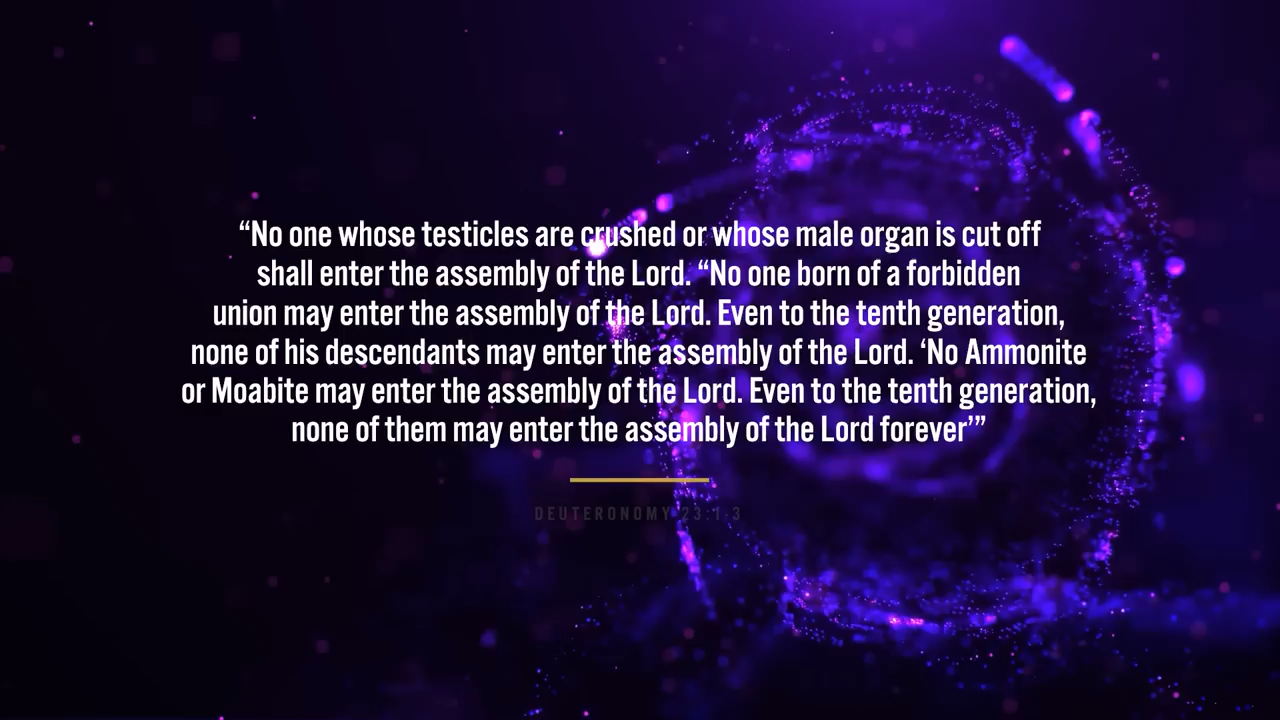 “No one whose testicles are crushed or whose male organ is cut off
shall enter the assembly of the Lord. “No one born of a forbidden
union may enter the assembly of the Lord. Even to the tenth generation,
none of his descendants may enter the assembly of the Lord. ‘No Ammonite
or Moabite may enter the assembly of the Lord. Even to the tenth generation,
none of them may enter the assembly of the Lord forever’”
DEUTERONOMY 23:1-3